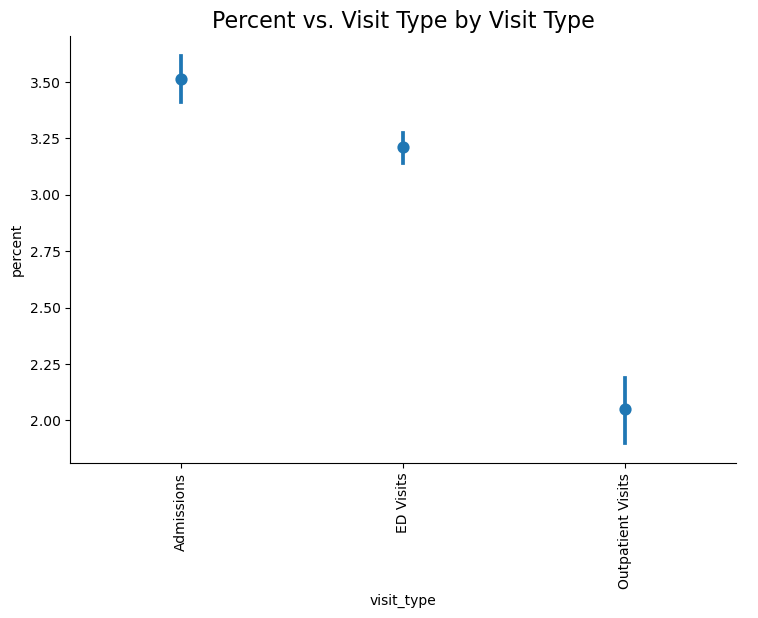 Percent vs. Visit Type by Visit Type
3.50
3.25
3.00
2.75
2.50
2.25
2.00
percent
Admissions
ED Visits
Outpatient Visits
visit_type